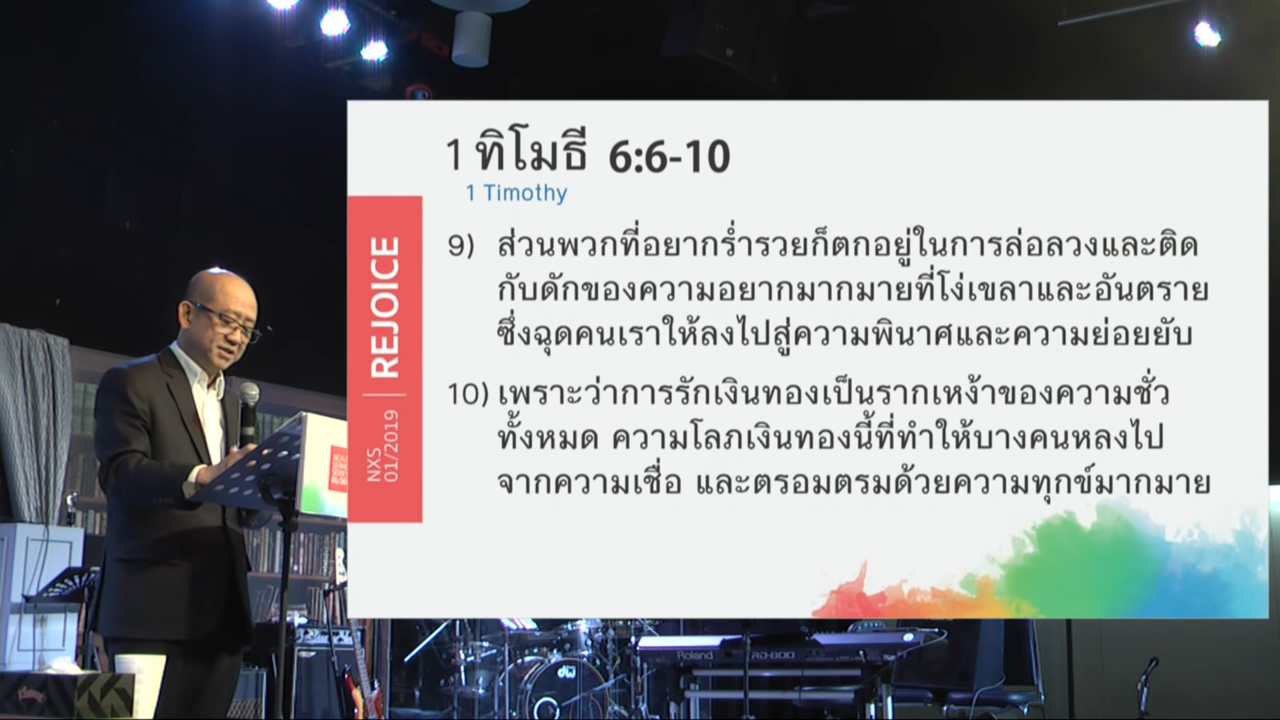 1 ทิโมธี 6:6-10
1 Timothy
9) ส่วนพวกที่อยากร่ำรวยก็ตกอยู่ในการล่อลวงและติด
กับดักของความอยากมากมายที่โง่เขลาและอันตราย
ซึ่งฉุดคนเราให้ลงไปสู่ความพินาศและความย่อยยับ
10) เพราะว่าการรักเงินทองเป็นรากเหง้าของความชั่ว
ทั้งหมด ความโลภเงินทองนี้ที่ทำให้บางคนหลงไป
จากความเชื่อ และตรอมตรมด้วยความทุกข์มากมาย
NXS
01/2019 | REJOICE
Roland
RD-800
dw